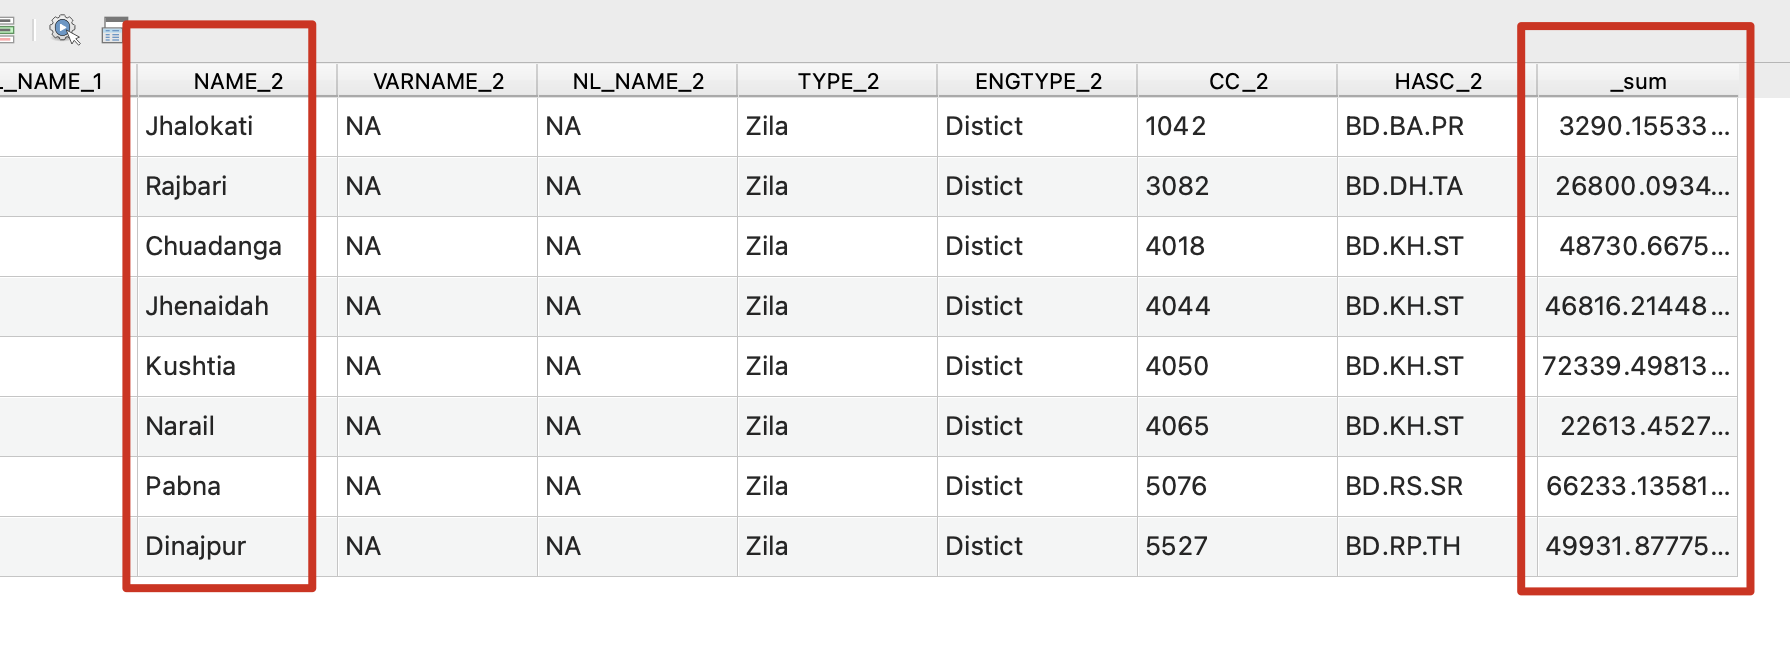 L_NAME_1 NAME_2 VARNAME_2 NL_NAME_2 TYPE_2 ENGTYPE_2 CC_2 HASC_2 _sum
Jhalokati NA NA Zila Distict 1042 BD.BA.PR 3290.15533...
Rajbari NA NA Zila Distict 3082 BD.DH.TA 26800.0934...
Chuadanga NA NA Zila Distict 4018 BD.KH.ST 48730.6675...
Jhenaidah NA NA Zila Distict 4044 BD.KH.ST 46816.21448...
Kushtia NA NA Zila Distict 4050 BD.KH.ST 72339.49813...
Narail NA NA Zila Distict 4065 BD.KH.ST 22613.4527...
Pabna NA NA Zila Distict 5076 BD.RS.SR 66233.13581...
Dinajpur NA NA Zila Distict 5527 BD.RP.TH 49931.87775...